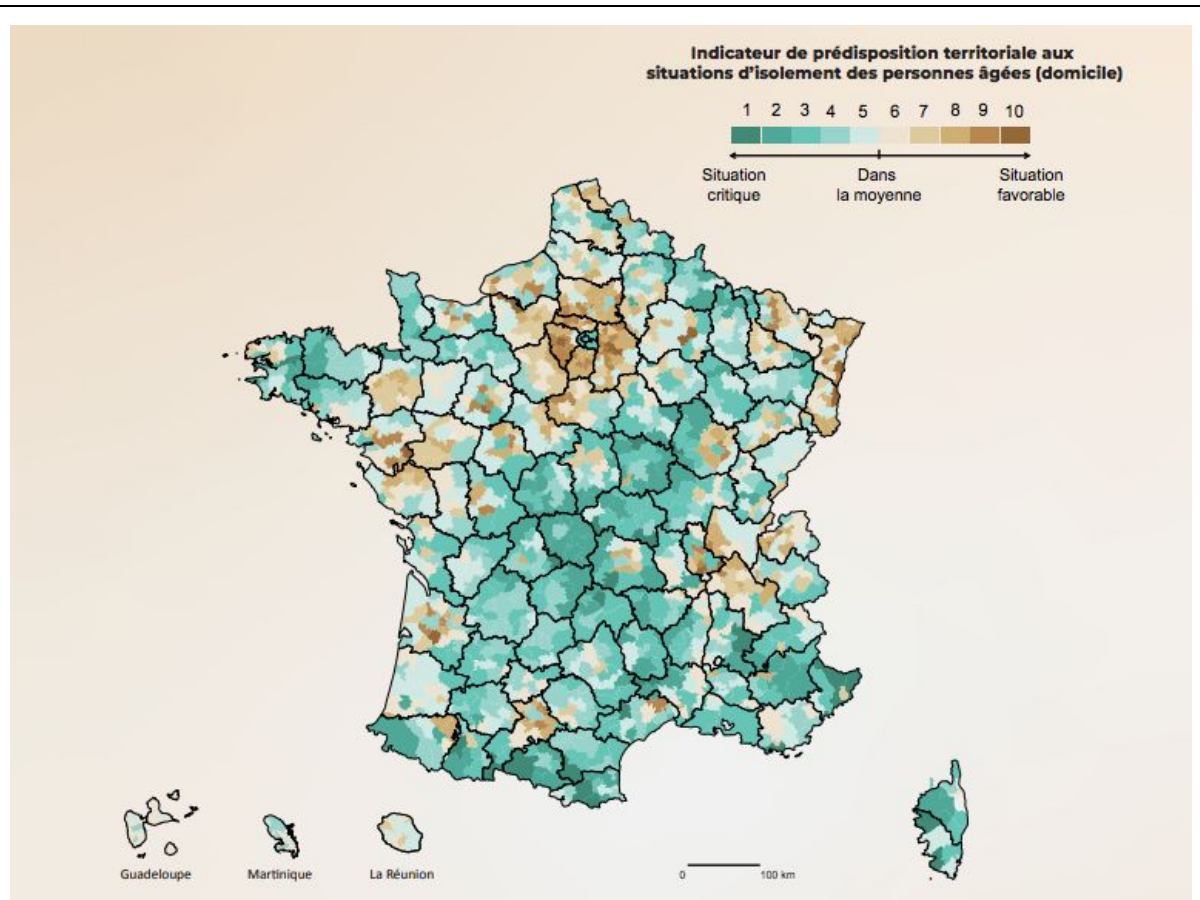 Indicateur de prédisposition territoriale aux
situations d'isolement des personnes âgées (domicile)
1 2 3 4 5 6 7 8 9 10
Situation critique
Dans la moyenne
Situation favorable
Guadeloupe
Martinique
La Réunion
0 100 km